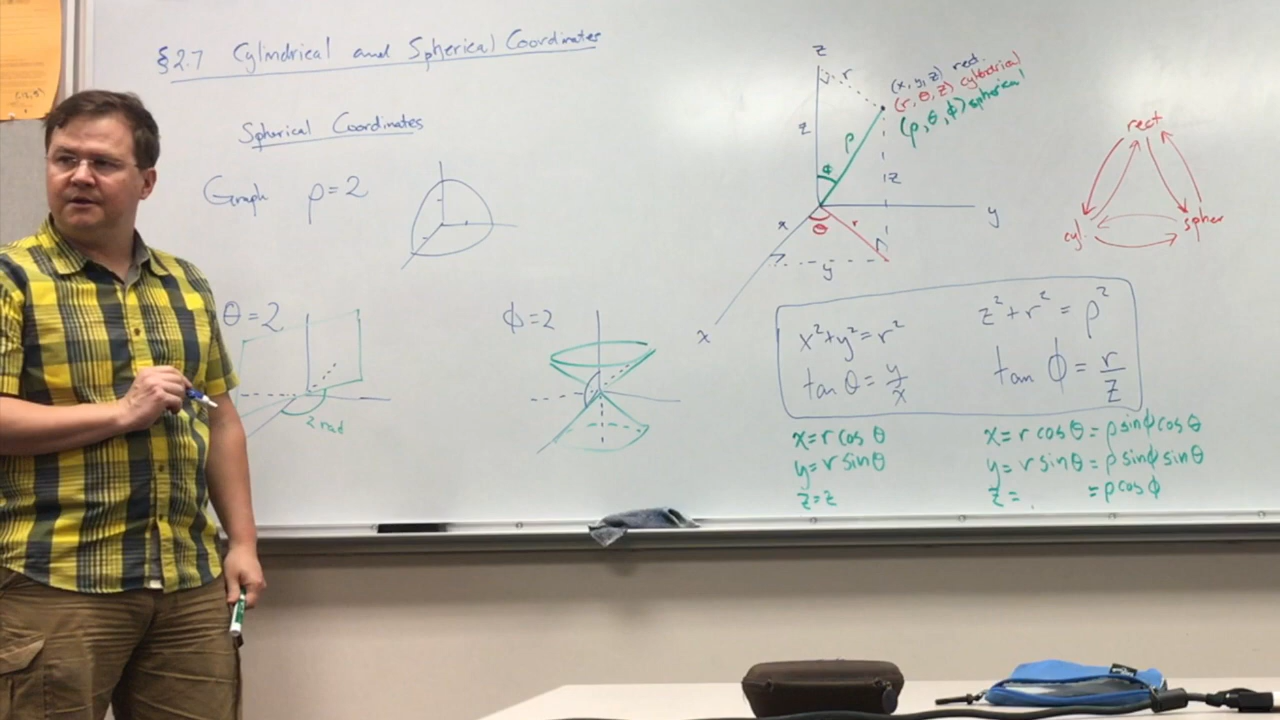 §2.7 Cylindrical and Spherical Coordinates
Spherical Coordinates
Graph ρ=2
θ=2
2 rad
ϕ=2
z
r
(x, y, z) rect.
(r, θ, z) cylindrical
(ρ, θ, ϕ) spherical
z
ρ
ϕ
z
x
θ
r
y
y
x
rect
cyl.
spher
x²+y²=r²
z²+r²=ρ²
tan θ = y/x
tan ϕ = r/z
x=r cos θ
y=r sin θ
z=z
x=r cos θ = ρ sin ϕ cos θ
y=r sin θ = ρ sin ϕ sin θ
z= = ρ cos ϕ